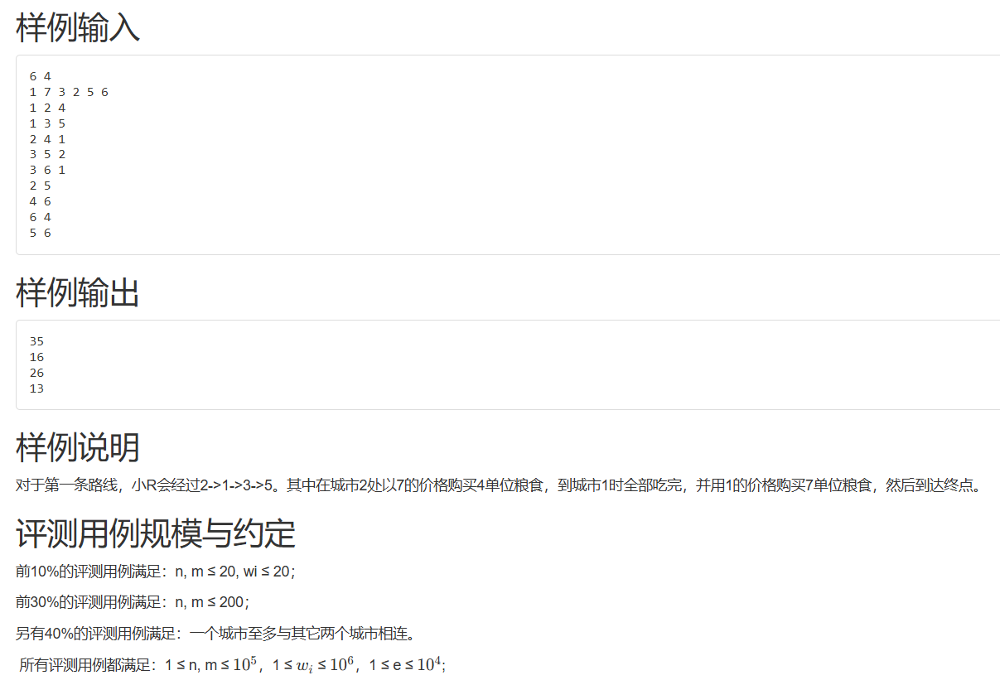 样例输入
6 4
1 7 3 2 5 6
1 2 4
1 3 5
2 4 1
3 5 2
3 6 1
2 5
4 6
6 4
5 6
样例输出
35
16
26
13
样例说明
对于第一条路线，小R会经过2->1->3->5。其中在城市2处以7的价格购买4单位粮食，到城市1时全部吃完，并用1的价格购买7单位粮食，然后到达终点。
评测用例规模与约定
前10%的评测用例满足：n, m ≤ 20, wi ≤ 20；
前30%的评测用例满足：n, m ≤ 200；
另有40%的评测用例满足：一个城市至多与其它两个城市相连。
所有评测用例都满足：1 ≤ n, m ≤ 10⁵，1 ≤ wᵢ ≤ 10⁶，1 ≤ e ≤ 10⁴；